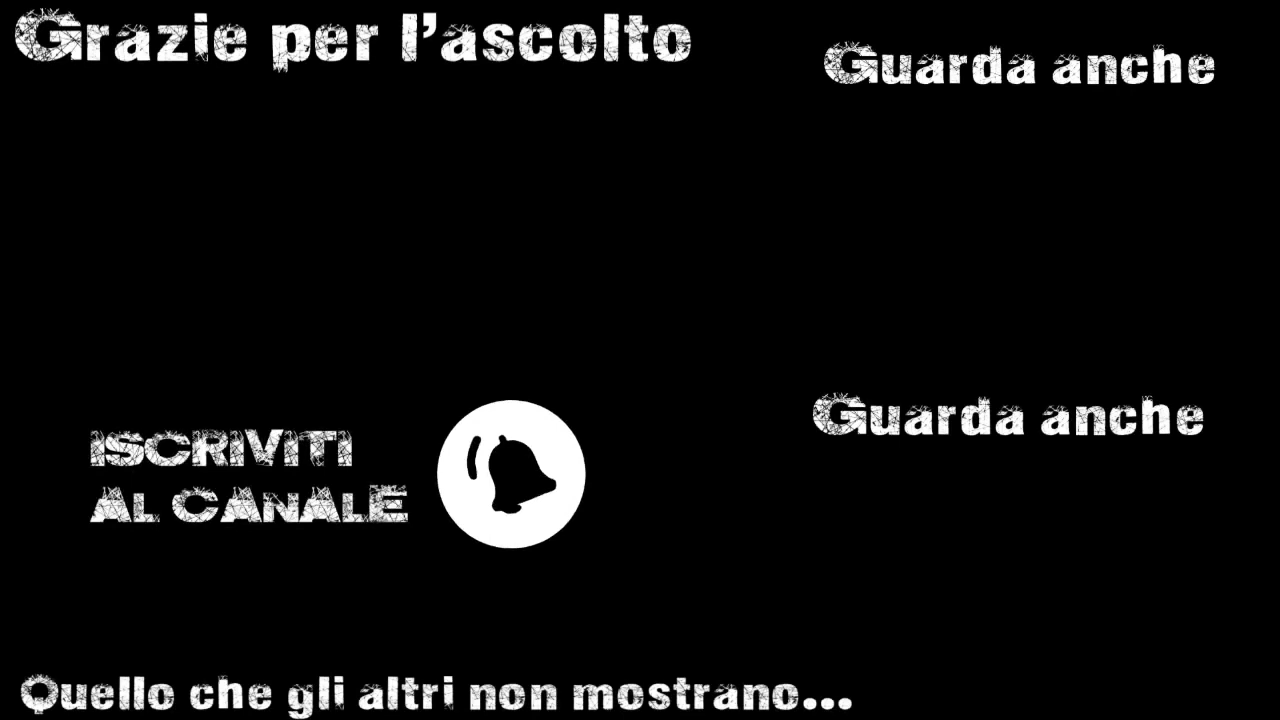 Grazie per l'ascolto
Guarda anche
Guarda anche
ISCRIVITI
AL CANALE
Quello che gli altri non mostrano...